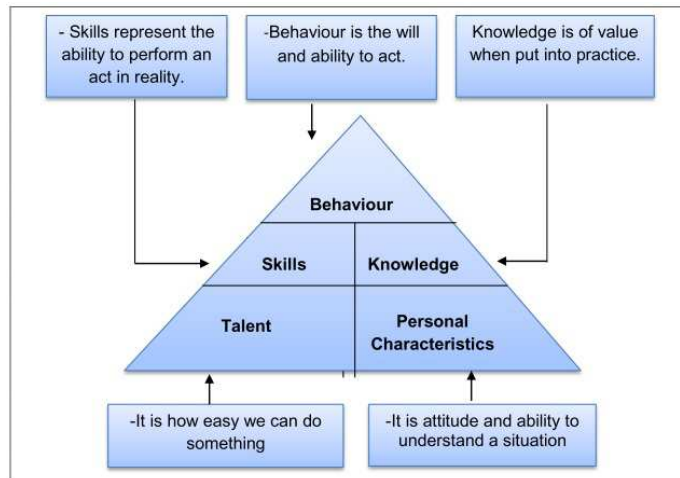 - Skills represent the
ability to perform an
act in reality.
-Behaviour is the will
and ability to act.
Knowledge is of value
when put into practice.
Behaviour
Skills
Knowledge
Talent
Personal
Characteristics
-It is how easy we can do
something
-It is attitude and ability to
understand a situation